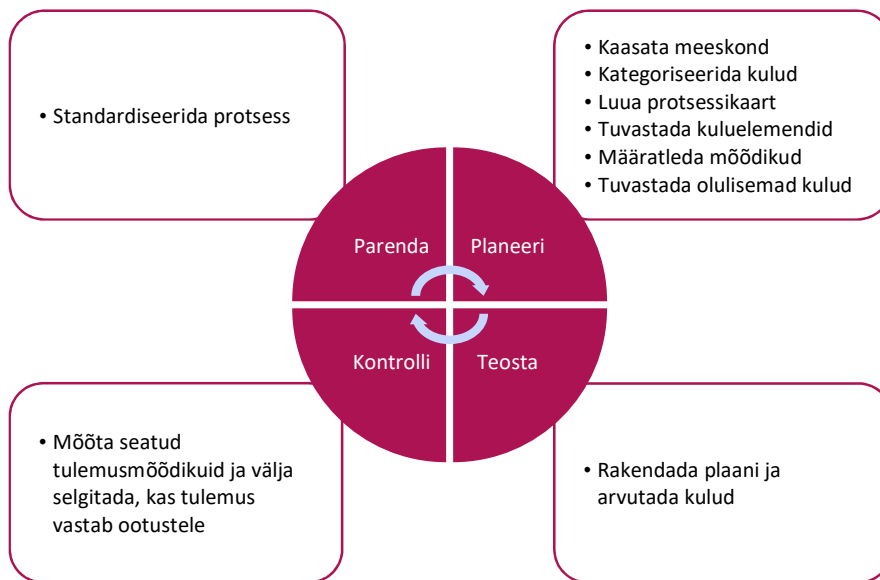 • Standardiseerida protsess
• Kaasata meeskond
• Kategoriseerida kulud
• Luua protsessikaart
• Tuvastada kuluelemendid
• Määratleda mõõdikud
• Tuvastada olulisemad kulud
Parenda
Planeeri
Kontrolli
Teosta
• Mõõta seatud
tulemusmõõdikuid ja välja
selgitada, kas tulemus
vastab ootustele
• Rakendada plaani ja
arvutada kulud